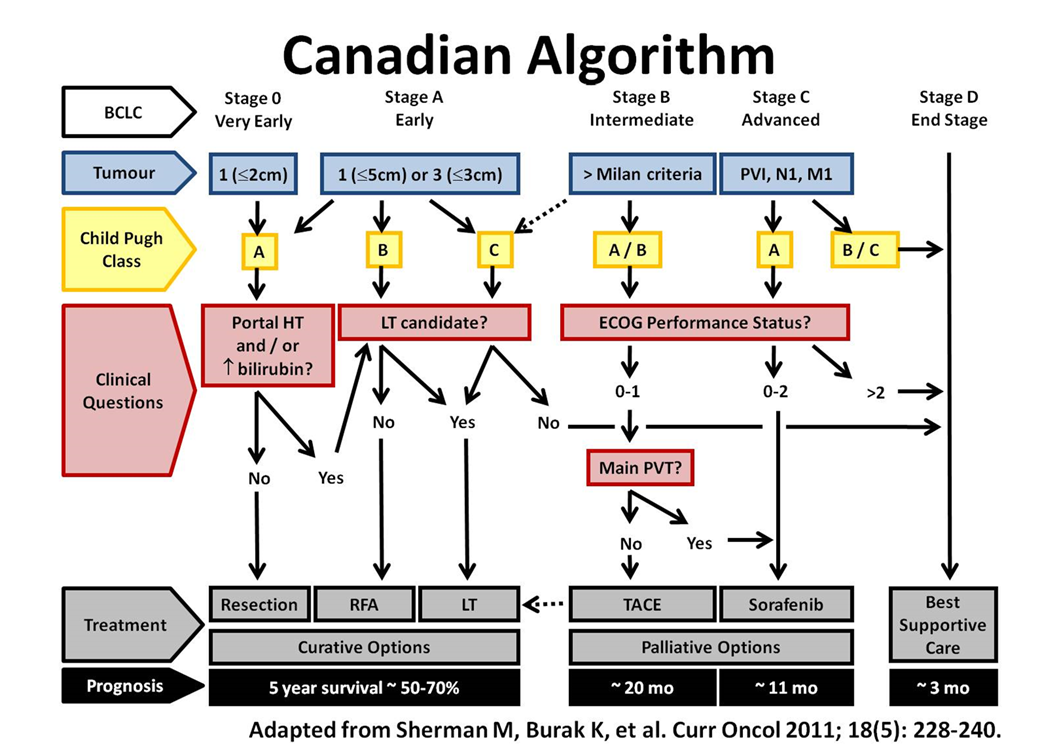 Canadian Algorithm
BCLC
Stage 0
Very Early
Stage A
Early
Stage B
Intermediate
Stage C
Advanced
Stage D
End Stage
Tumour
1 (≤2cm)
1 (≤5cm) or 3 (≤3cm)
> Milan criteria
PVI, N1, M1
Child Pugh
Class
A
B
C
A / B
A
B / C
Clinical
Questions
Portal HT
and / or
↑ bilirubin?
LT candidate?
ECOG Performance Status?
0-1
0-2
>2
No
Yes
No
Main PVT?
No
Yes
No
Yes
Treatment
Resection
RFA
LT
TACE
Sorafenib
Best
Supportive
Care
Curative Options
Palliative Options
Prognosis
5 year survival ~ 50-70%
~ 20 mo
~ 11 mo
~ 3 mo
Adapted from Sherman M, Burak K, et al. Curr Oncol 2011; 18(5): 228-240.